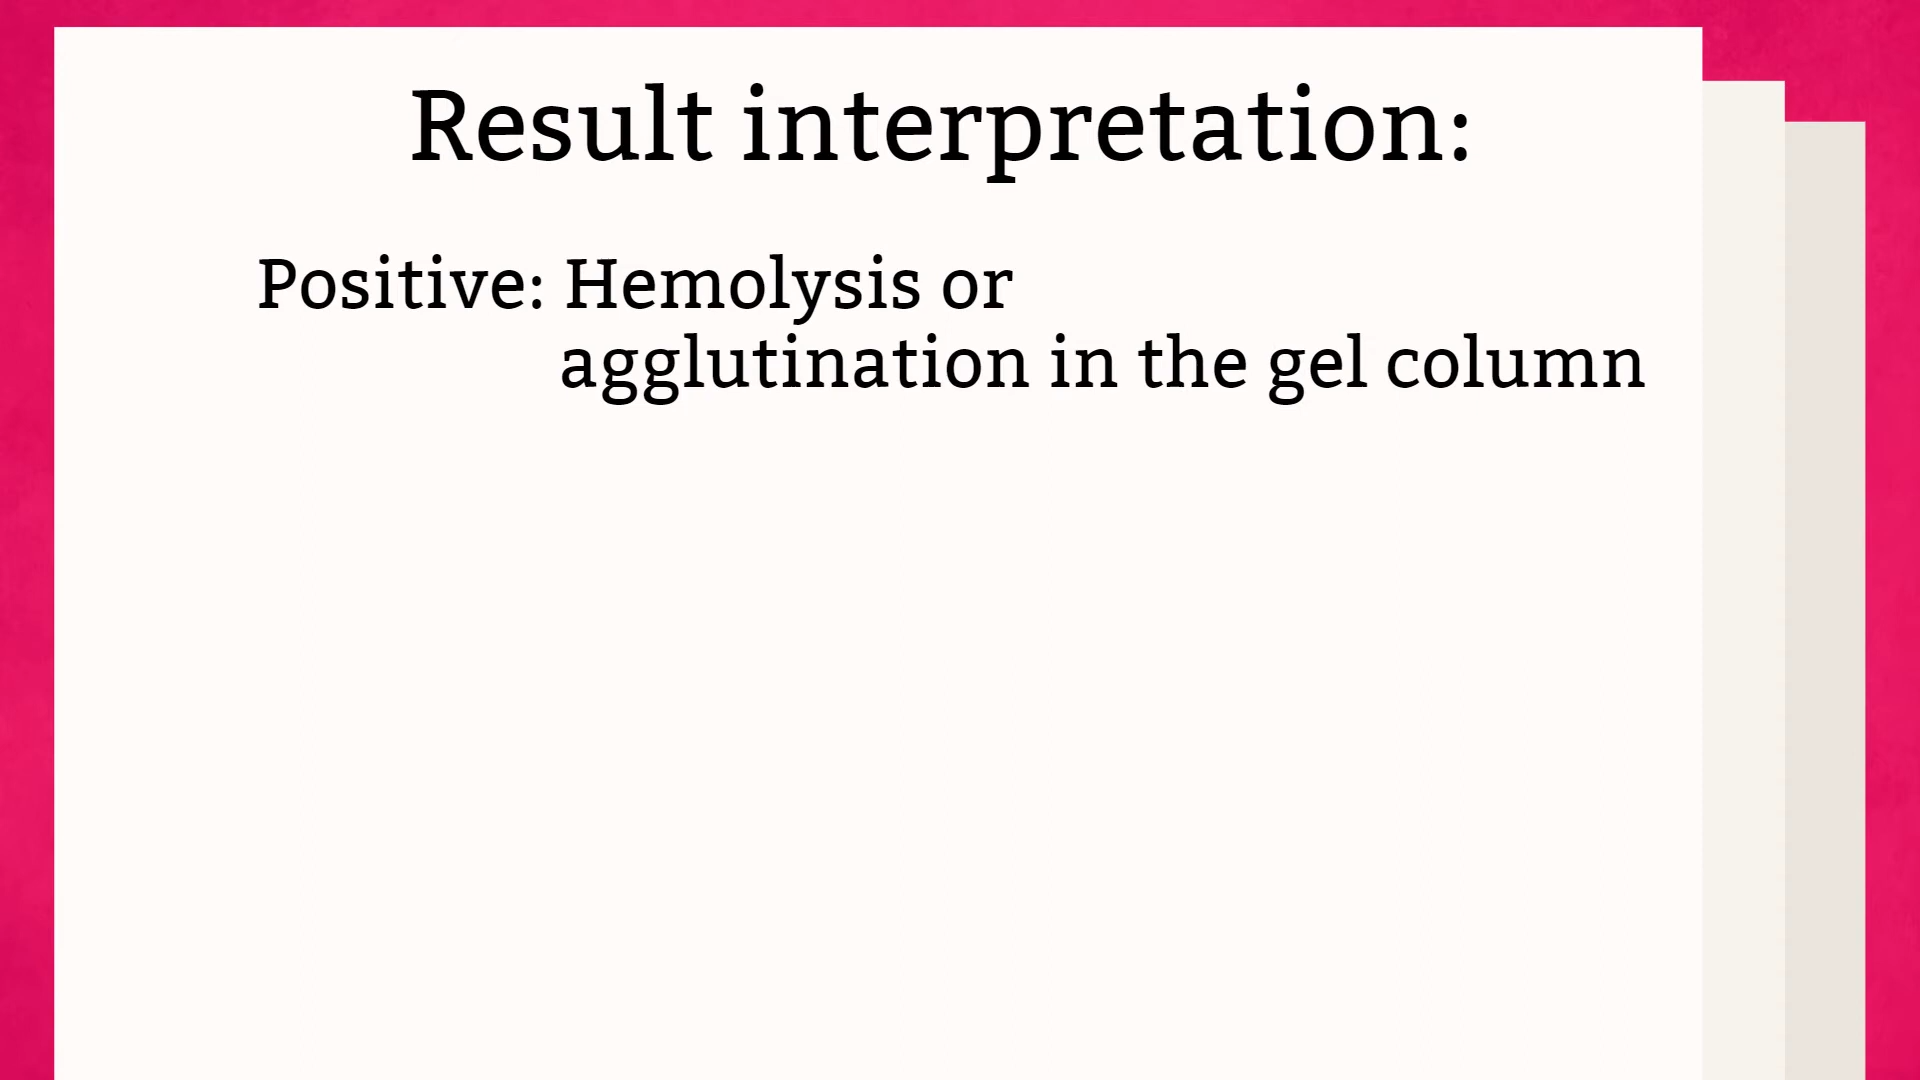 Result interpretation:
Positive: Hemolysis or
agglutination in the gel column